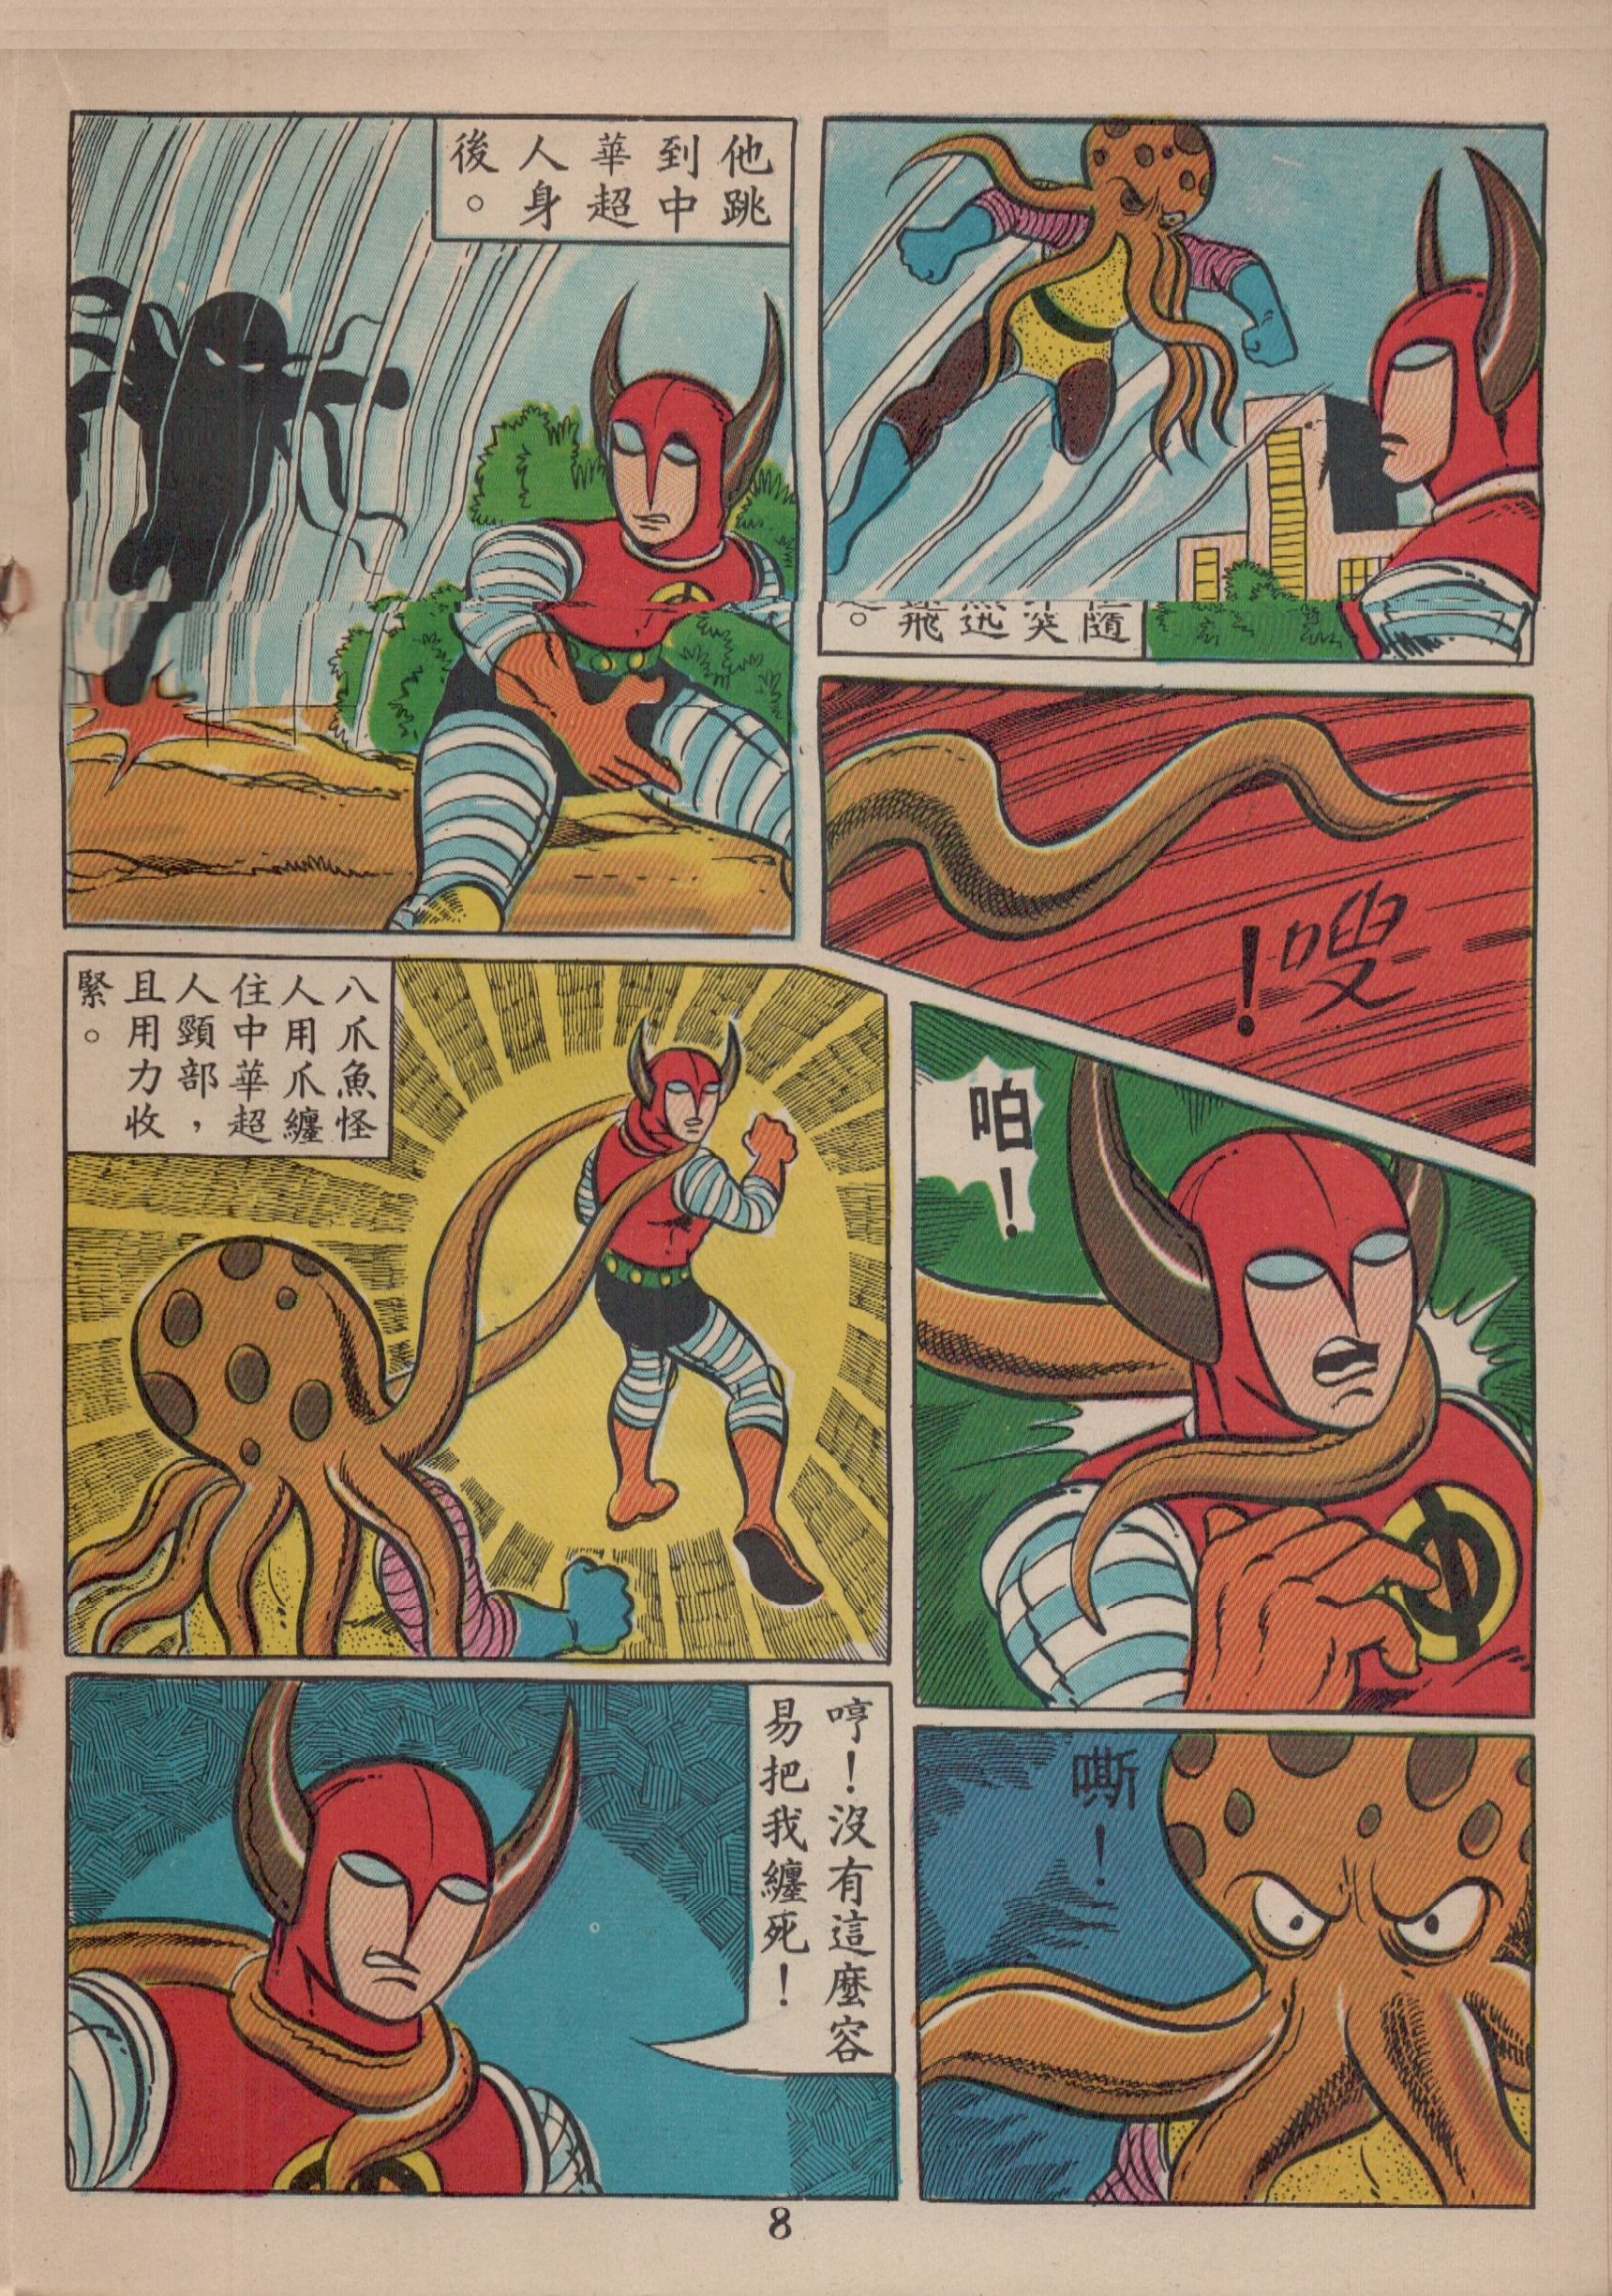 隨
突
迅
飛
。
他跳
到中
華超
人身
後。
嗖！
咟！
八爪魚怪
人用爪纏
住中華超
人頸部，
且用力收
緊。
嘶！
哼！沒有這麼容
易把我纏死！
8